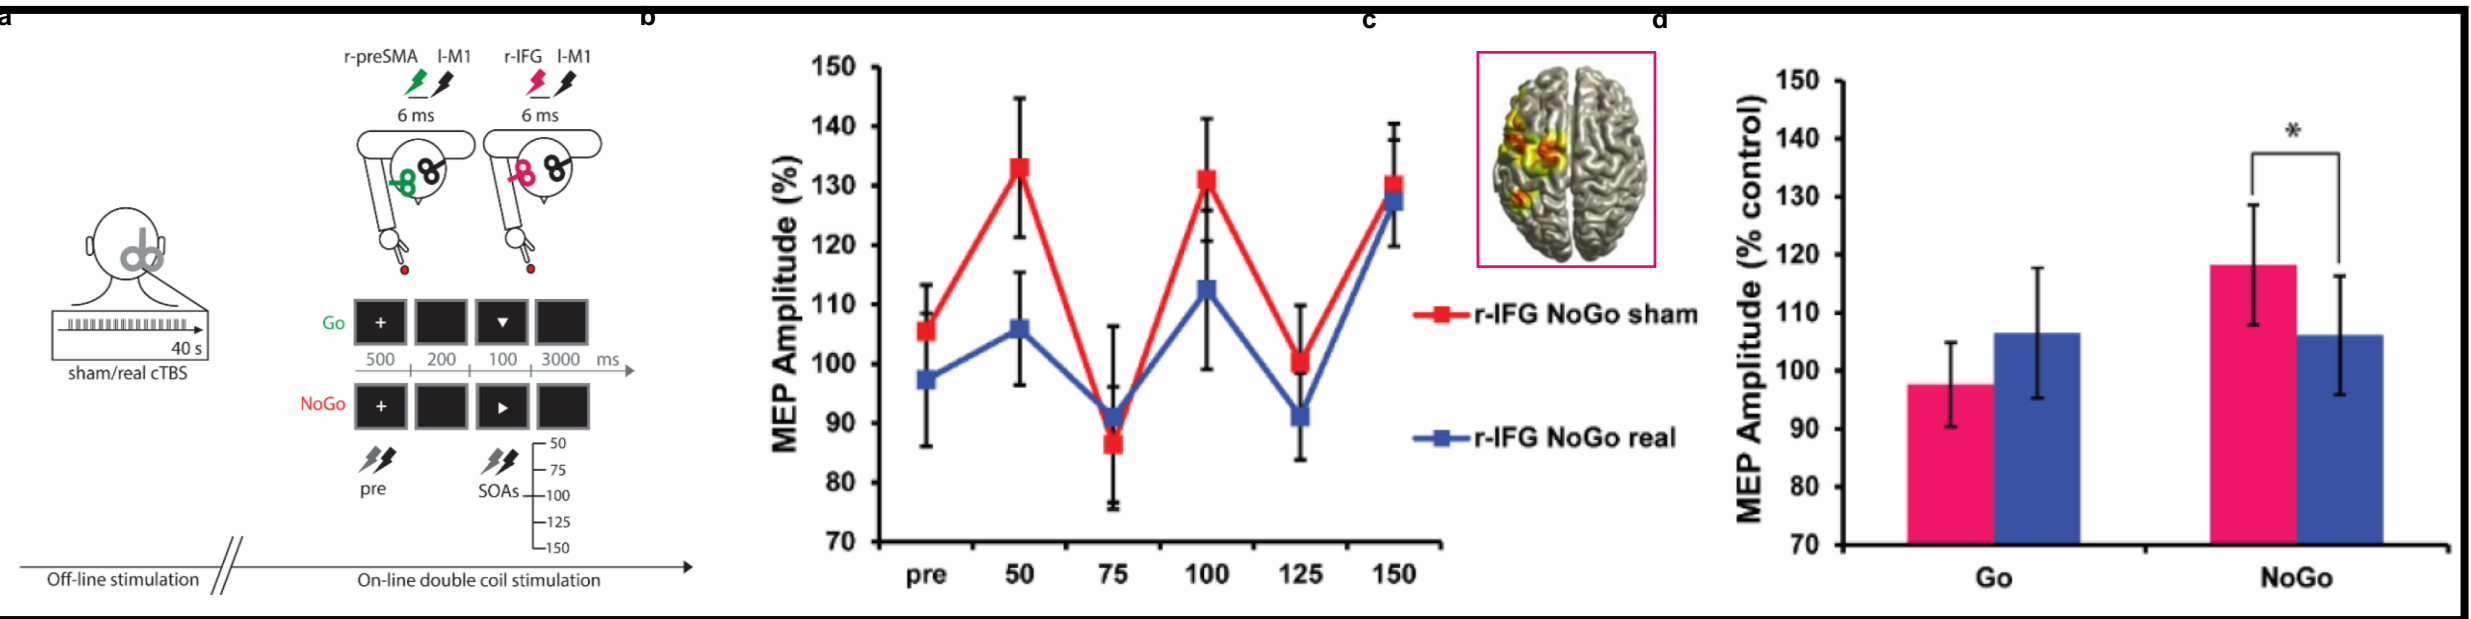 a
r-preSMA l-M1
r-IFG l-M1
6 ms
6 ms
40 s
sham/real cTBS
Go
500 200 100 3000 ms
NoGo
pre
SOAs
50
75
100
125
150
Off-line stimulation
On-line double coil stimulation
b
MEP Amplitude (%)
150
140
130
120
110
100
90
80
70
pre 50 75 100 125 150
c
r-IFG NoGo sham
r-IFG NoGo real
d
MEP Amplitude (% control)
150
140
130
120
110
100
90
80
70
*
Go NoGo